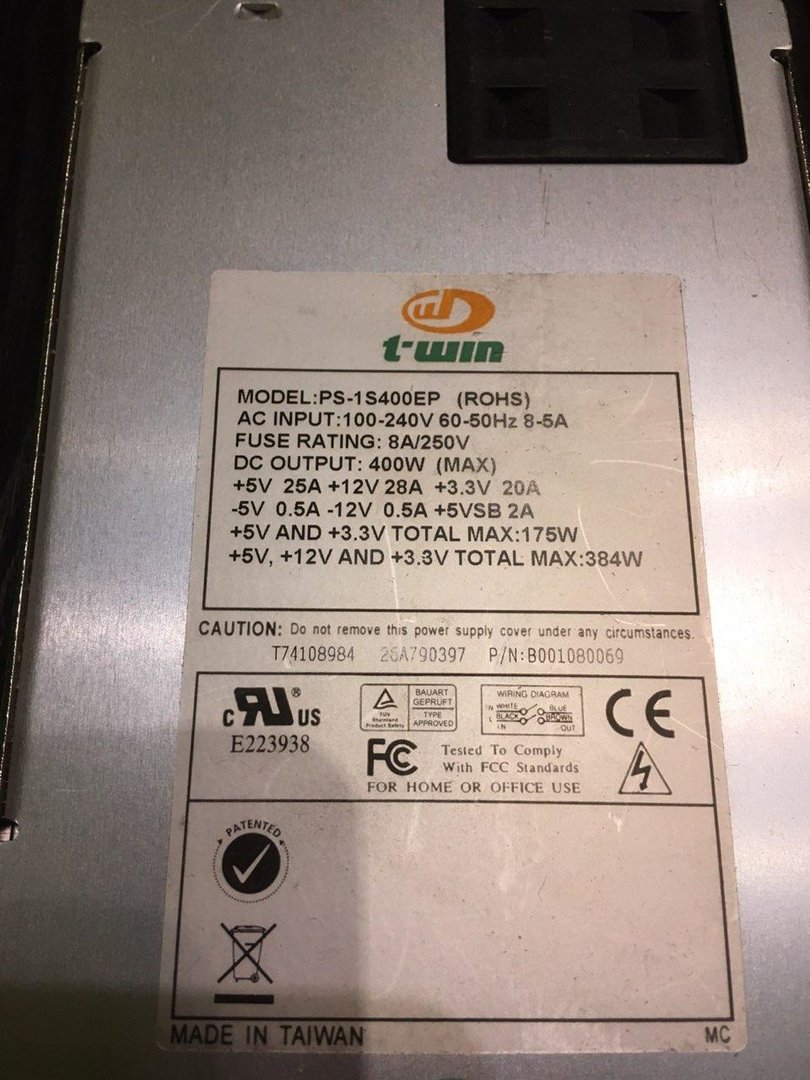 t-win
MODEL:PS-1S400EP (ROHS)
AC INPUT:100-240V 60-50Hz 8-5A
FUSE RATING: 8A/250V
DC OUTPUT: 400W (MAX)
+5V 25A +12V 28A +3.3V 20A
-5V 0.5A -12V 0.5A +5VSB 2A
+5V AND +3.3V TOTAL MAX:175W
+5V, +12V AND +3.3V TOTAL MAX:384W
CAUTION: Do not remove this power supply cover under any circumstances.
T74108984 26A790397 P/N:B001080069
c RU ® US
E223938
TÜV
Rheinland
Product Safety
BAUART
GEPRUFT
TYPE
APPROVED
WIRING DIAGRAM
N WHITE BLUE
L BLACK BROWN
IN OUT
CE
FC
Tested To Comply
With FCC Standards
FOR HOME OR OFFICE USE
PATENTED
MADE IN TAIWAN MC